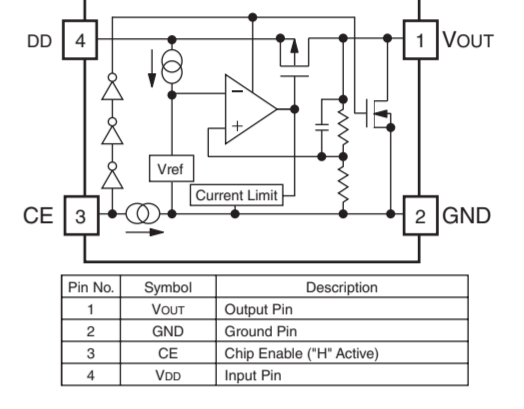 DD 4
1 VOUT
−
+
Vref
Current Limit
CE 3
2 GND
Pin No. Symbol Description
1 VOUT Output Pin
2 GND Ground Pin
3 CE Chip Enable ("H" Active)
4 VDD Input Pin